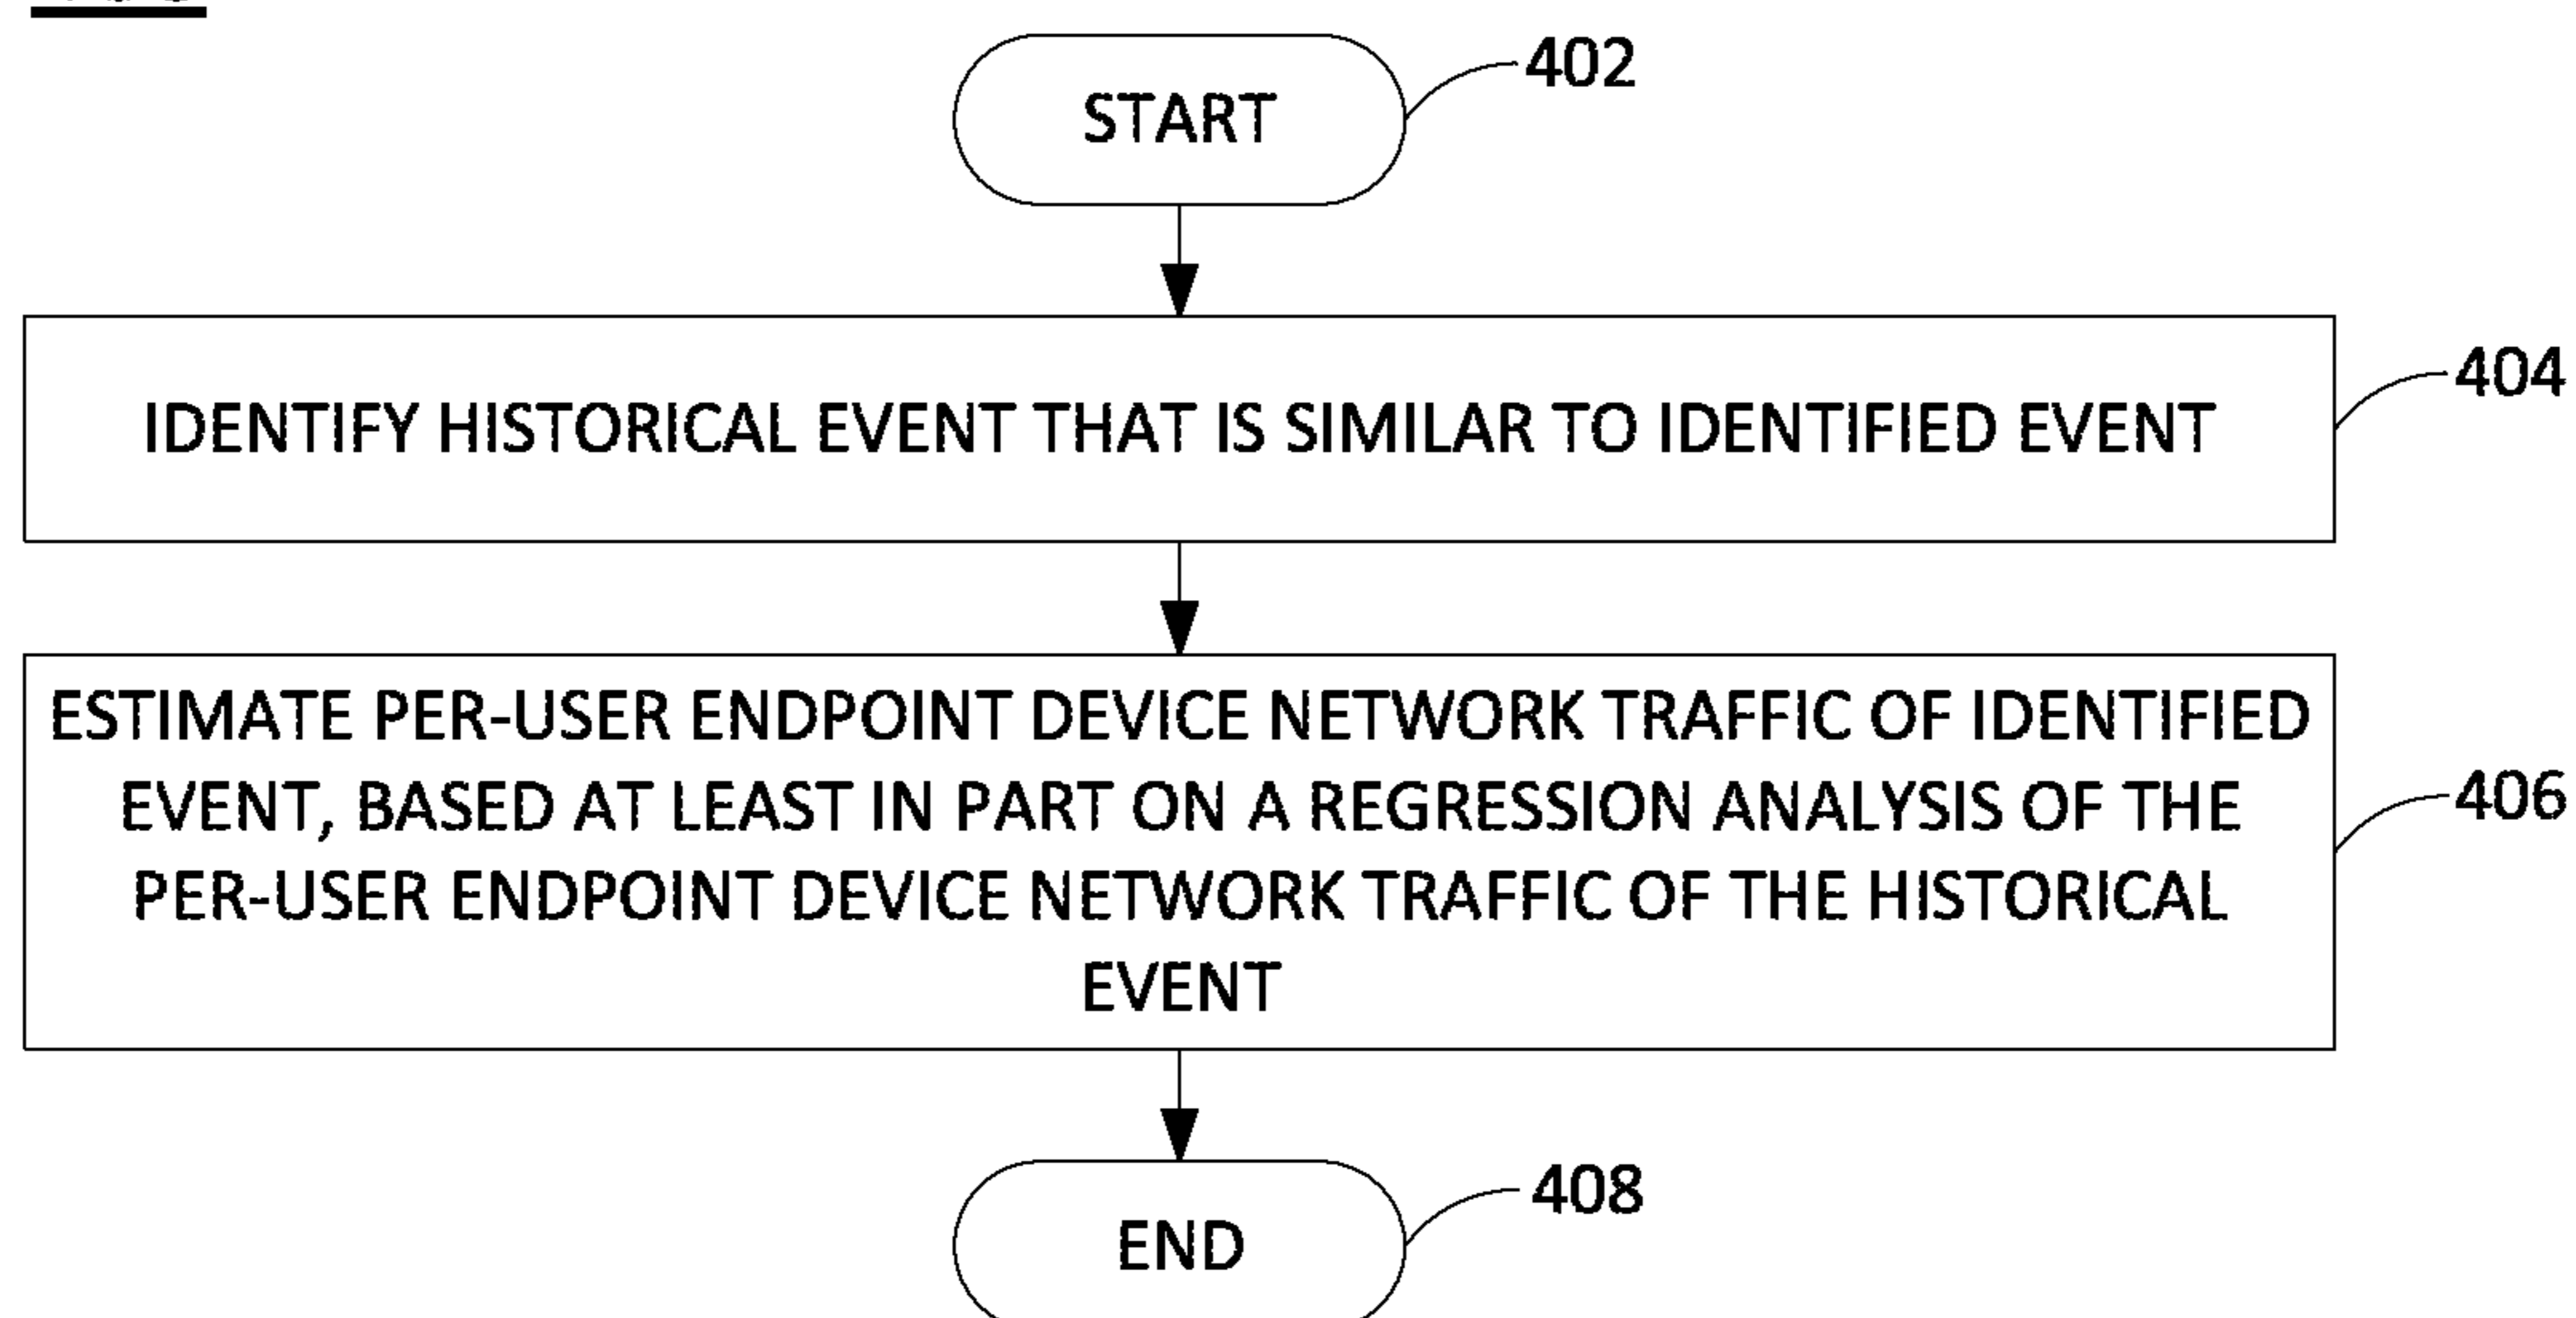 START
402
IDENTIFY HISTORICAL EVENT THAT IS SIMILAR TO IDENTIFIED EVENT
404
ESTIMATE PER-USER ENDPOINT DEVICE NETWORK TRAFFIC OF IDENTIFIED
EVENT, BASED AT LEAST IN PART ON A REGRESSION ANALYSIS OF THE
PER-USER ENDPOINT DEVICE NETWORK TRAFFIC OF THE HISTORICAL
EVENT
406
END
408